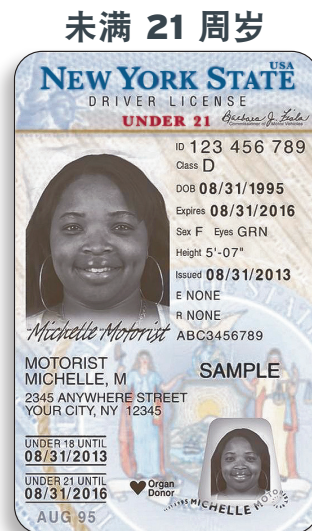 未满 21 周岁
USA
NEW YORK STATE
DRIVER LICENSE
UNDER 21
ID 123 456 789
Class D
DOB 08/31/1995
Expires 08/31/2016
Sex F Eyes GRN
Height 5'-07"
Issued 08/31/2013
E NONE
R NONE
ABC3456789
Michelle Motorist
MOTORIST
MICHELLE, M
SAMPLE
2345 ANYWHERE STREET
YOUR CITY, NY 12345
UNDER 18 UNTIL
08/31/2013
UNDER 21 UNTIL
08/31/2016
Organ
Donor
MICHELLE MOTO
AUG 95